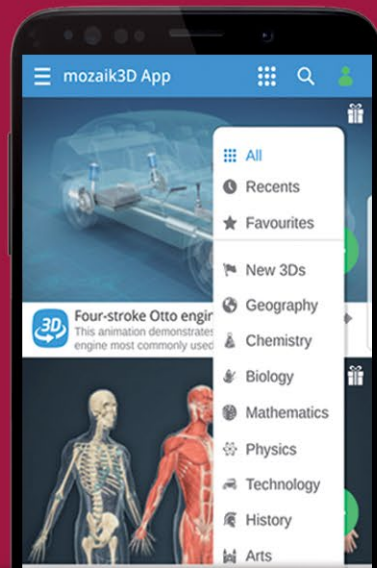 mozaik3D App
All
Recents
Favourites
New 3Ds
Geography
Chemistry
Biology
Mathematics
Physics
Technology
History
Arts
3D
Four-stroke Otto
This animation demonstrates
engine most commonly used